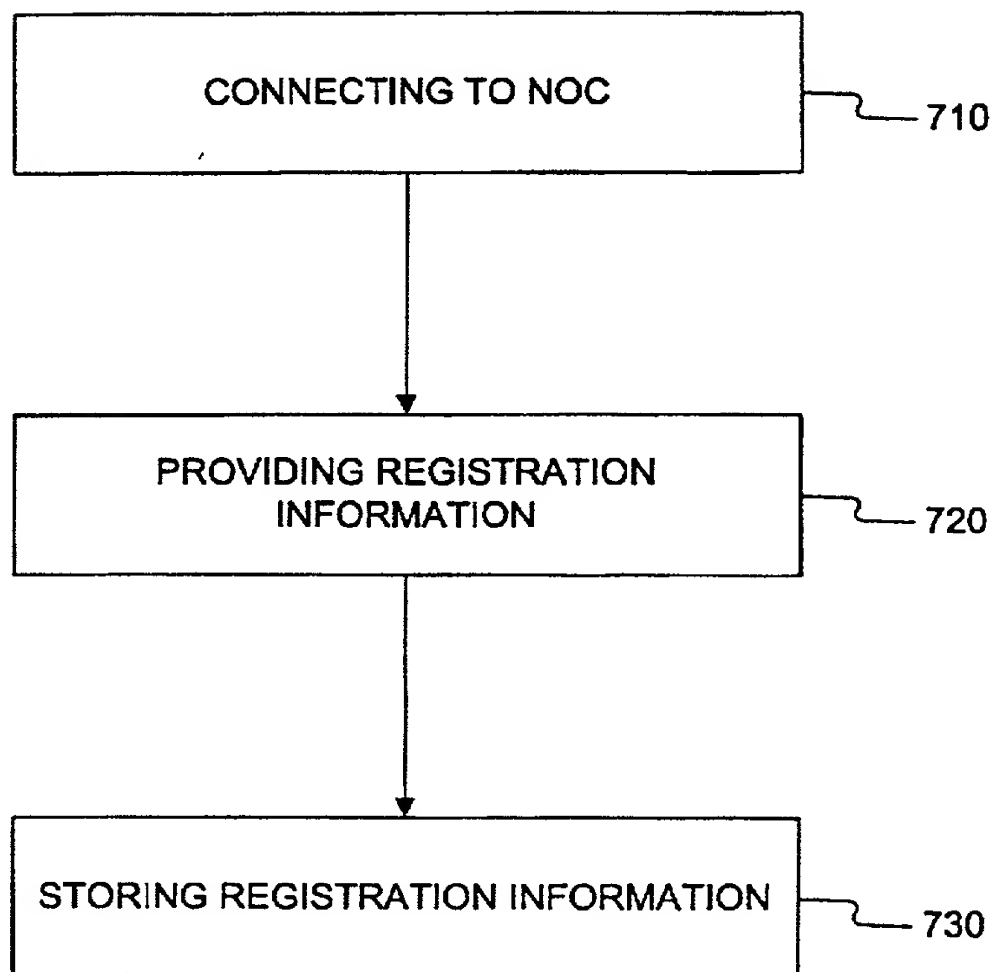 CONNECTING TO NOC
710
PROVIDING REGISTRATION
INFORMATION
720
STORING REGISTRATION INFORMATION
730